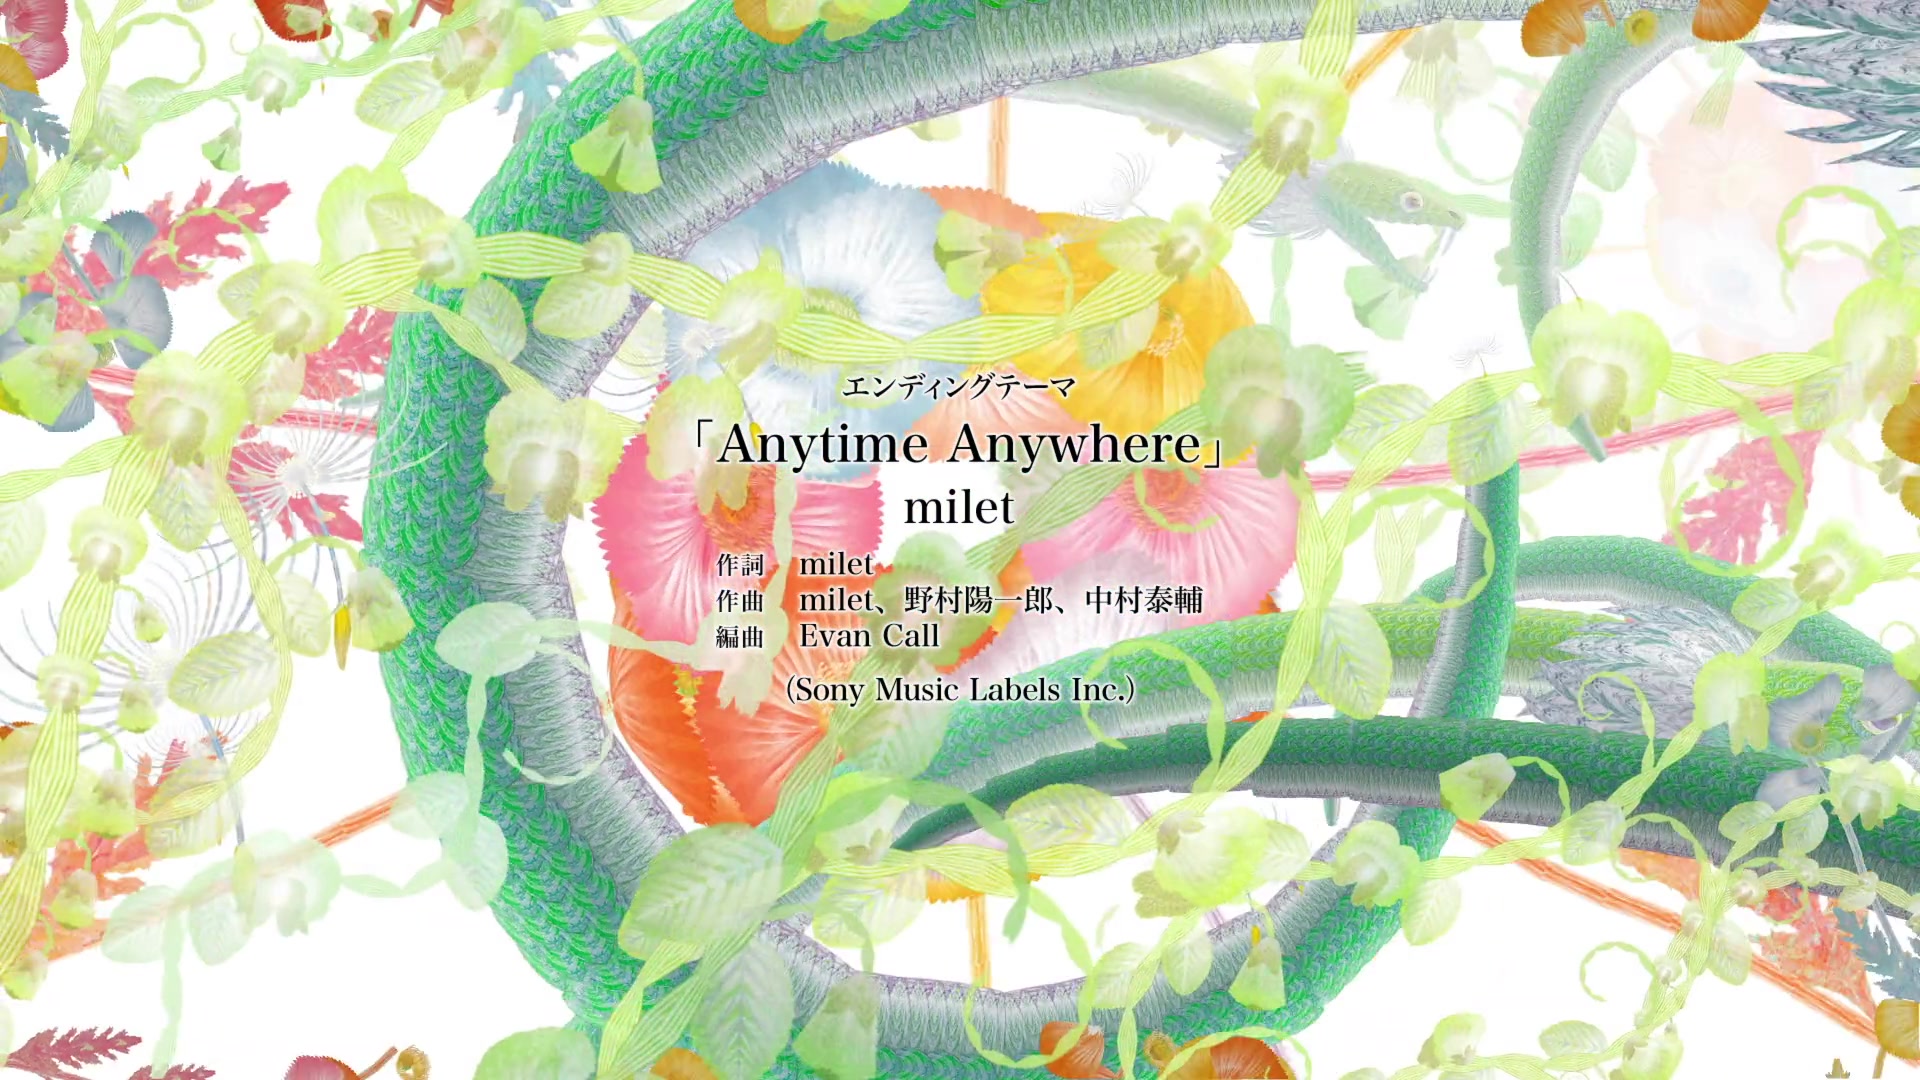 エンディングテーマ
「Anytime Anywhere」
milet
作詞 milet
作曲 milet、野村陽一郎、中村泰輔
編曲 Evan Call
(Sony Music Labels Inc.)